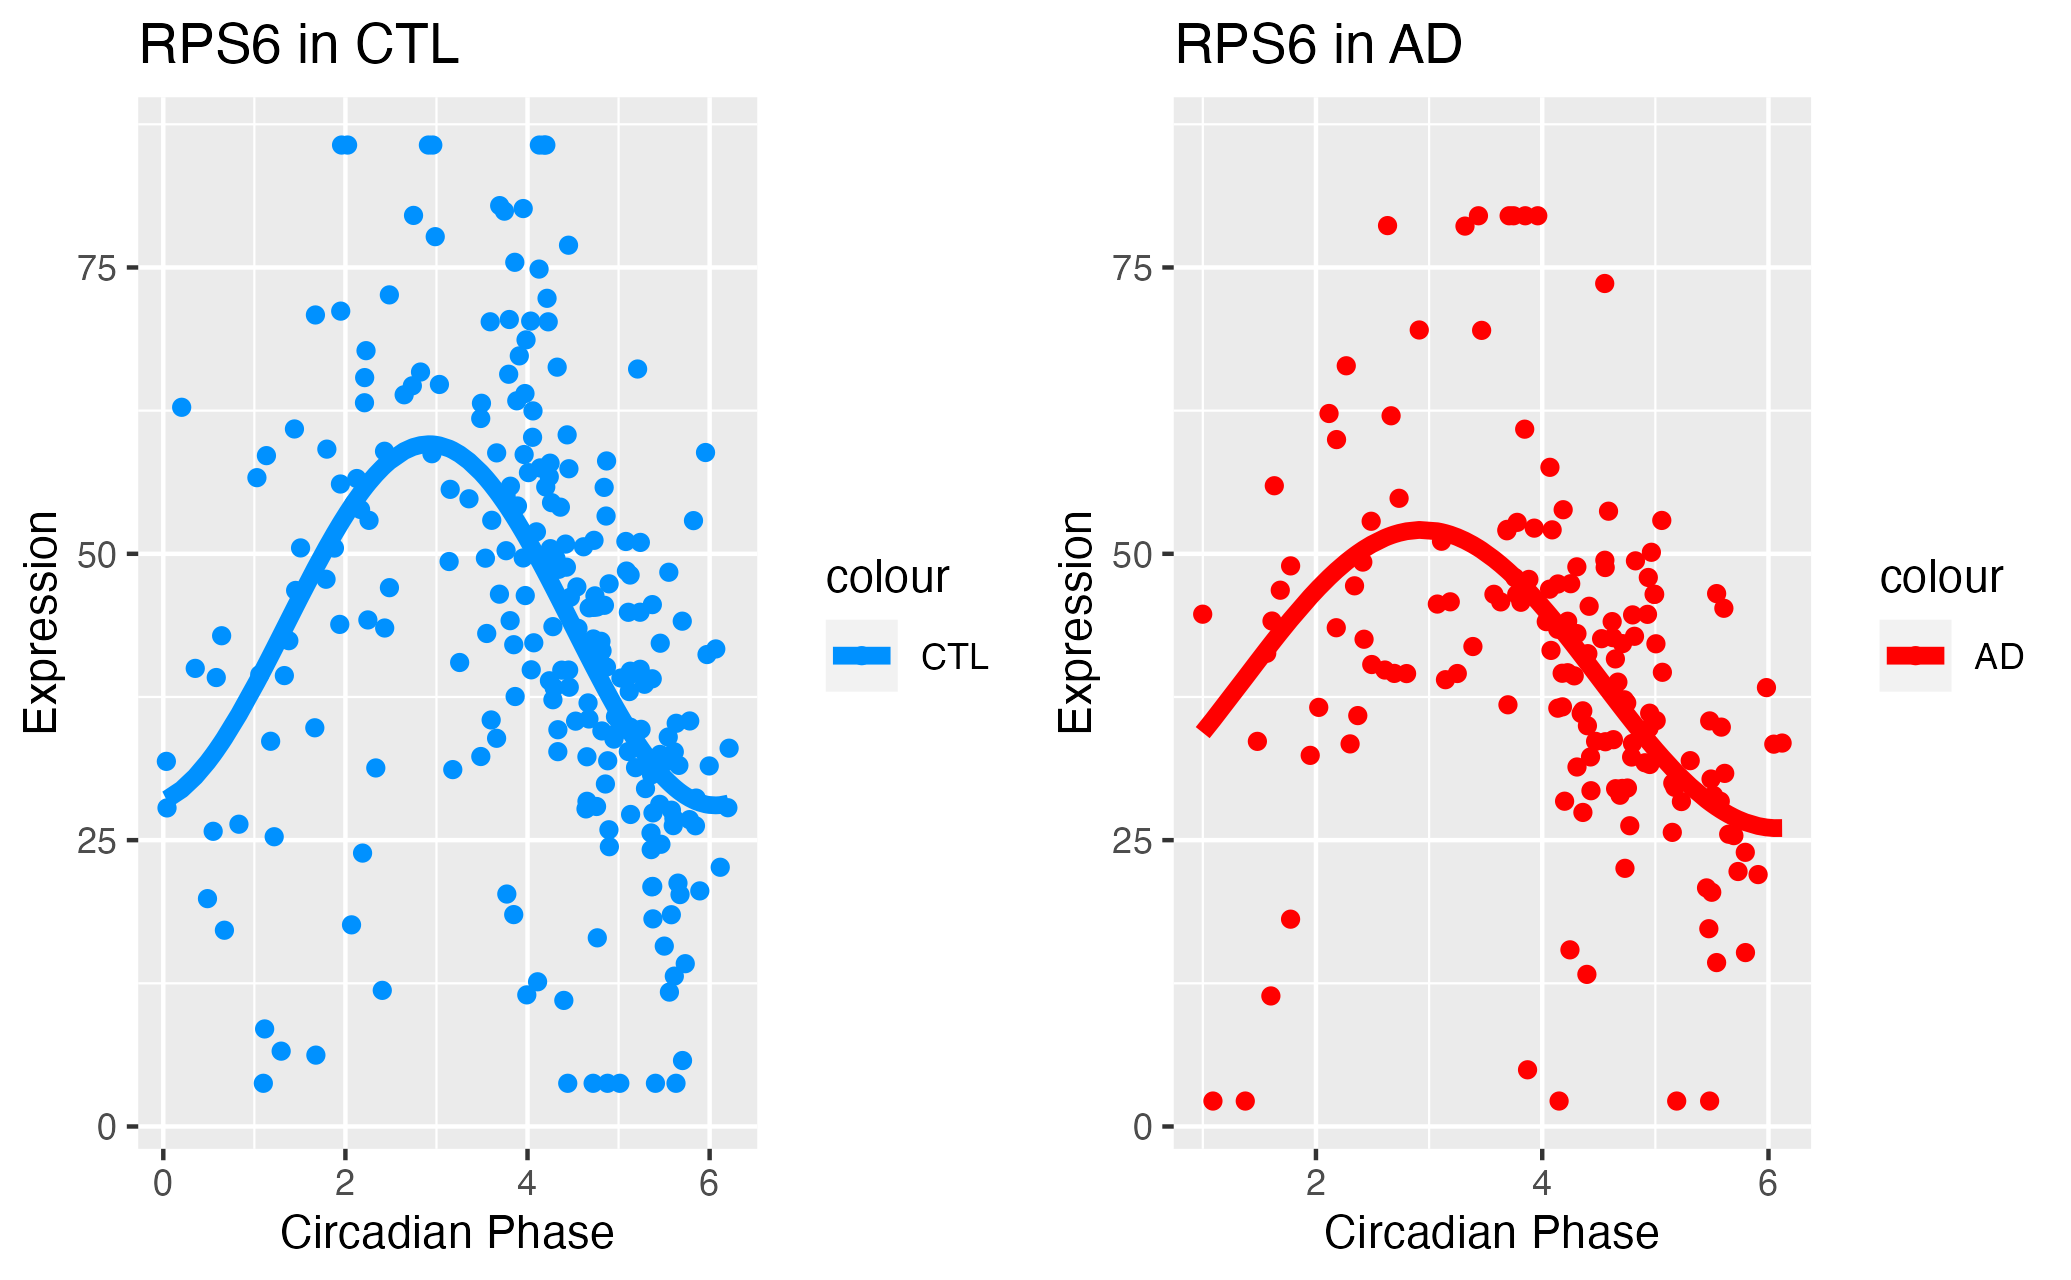 RPS6 in CTL
Expression
75
50
25
0
0 2 4 6
Circadian Phase
colour
CTL
RPS6 in AD
Expression
75
50
25
0
2 4 6
Circadian Phase
colour
AD